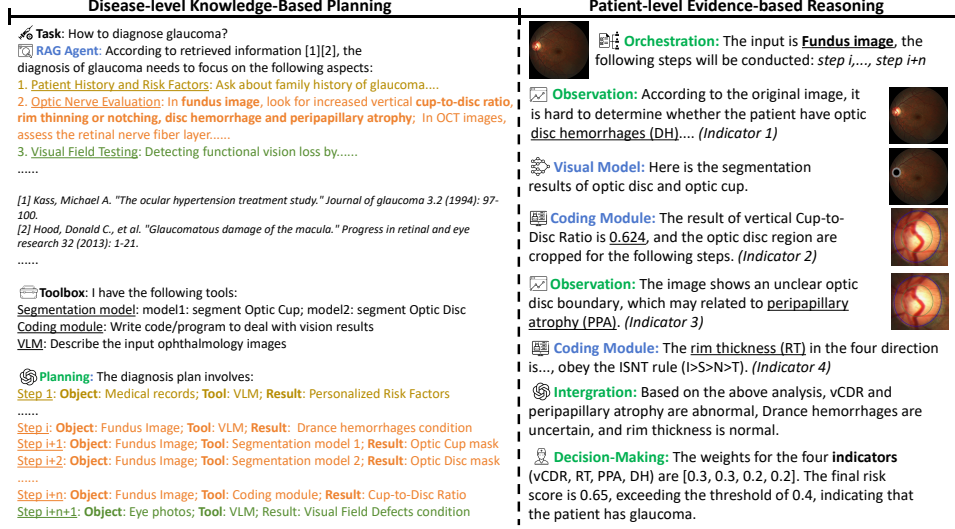 Disease-level Knowledge-Based Planning
Task: How to diagnose glaucoma?
RAG Agent: According to retrieved information [1][2], the
diagnosis of glaucoma needs to focus on the following aspects:
1. Patient History and Risk Factors: Ask about family history of glaucoma....
2. Optic Nerve Evaluation: In fundus image, look for increased vertical cup-to-disc ratio,
rim thinning or notching, disc hemorrhage and peripapillary atrophy; In OCT images,
assess the retinal nerve fiber layer......
3. Visual Field Testing: Detecting functional vision loss by......
......
[1] Kass, Michael A. "The ocular hypertension treatment study." Journal of glaucoma 3.2 (1994): 97-
100.
[2] Hood, Donald C., et al. "Glaucomatous damage of the macula." Progress in retinal and eye
research 32 (2013): 1-21.
......
Toolbox: I have the following tools:
Segmentation model: model1: segment Optic Cup; model2: segment Optic Disc
Coding module: Write code/program to deal with vision results
VLM: Describe the input ophthalmology images
Planning: The diagnosis plan involves:
Step 1: Object: Medical records; Tool: VLM; Result: Personalized Risk Factors
......
Step i: Object: Fundus Image; Tool: VLM; Result: Drance hemorrhages condition
Step i+1: Object: Fundus Image; Tool: Segmentation model 1; Result: Optic Cup mask
Step i+2: Object: Fundus Image; Tool: Segmentation model 2; Result: Optic Disc mask
......
Step i+n: Object: Fundus Image; Tool: Coding module; Result: Cup-to-Disc Ratio
Step i+n+1: Object: Eye photos; Tool: VLM; Result: Visual Field Defects condition
Patient-level Evidence-based Reasoning
Orchestration: The input is Fundus image, the
following steps will be conducted: step i,..., step i+n
Observation: According to the original image, it
is hard to determine whether the patient have optic
disc hemorrhages (DH).... (Indicator 1)
Visual Model: Here is the segmentation
results of optic disc and optic cup.
Coding Module: The result of vertical Cup-to-
Disc Ratio is 0.624, and the optic disc region are
cropped for the following steps. (Indicator 2)
Observation: The image shows an unclear optic
disc boundary, which may related to peripapillary
atrophy (PPA). (Indicator 3)
Coding Module: The rim thickness (RT) in the four direction
is..., obey the ISNT rule (I>S>N>T). (Indicator 4)
Intergration: Based on the above analysis, vCDR and
peripapillary atrophy are abnormal, Drance hemorrhages are
uncertain, and rim thickness is normal.
Decision-Making: The weights for the four indicators
(vCDR, RT, PPA, DH) are [0.3, 0.3, 0.2, 0.2]. The final risk
score is 0.65, exceeding the threshold of 0.4, indicating that
the patient has glaucoma.